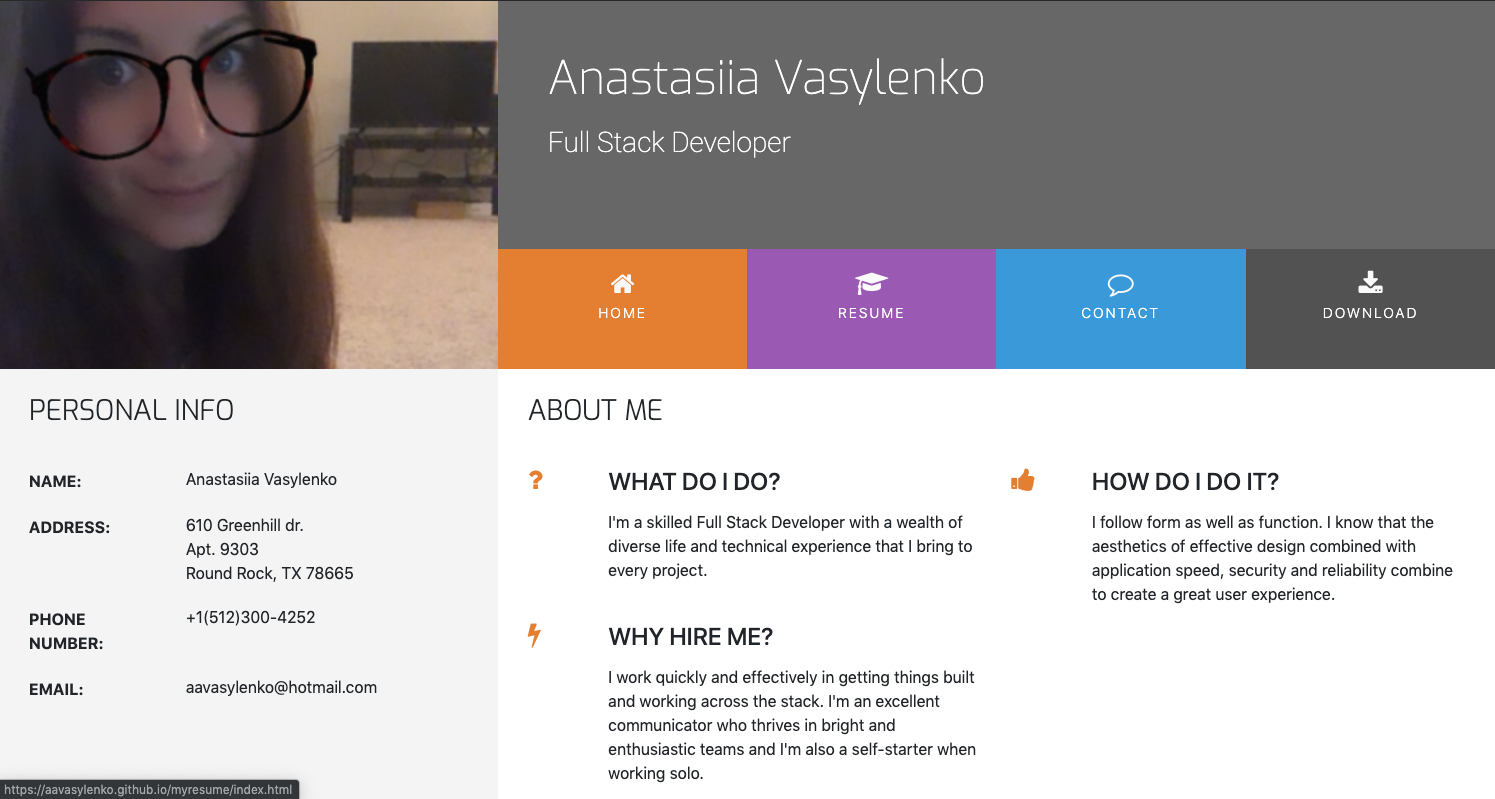 Anastasiia Vasylenko
Full Stack Developer
HOME
RESUME
CONTACT
DOWNLOAD
PERSONAL INFO
NAME:
Anastasiia Vasylenko
ADDRESS:
610 Greenhill dr.
Apt. 9303
Round Rock, TX 78665
PHONE
NUMBER:
+1(512)300-4252
EMAIL:
aavasylenko@hotmail.com
ABOUT ME
WHAT DO I DO?
I'm a skilled Full Stack Developer with a wealth of
diverse life and technical experience that I bring to
every project.
HOW DO I DO IT?
I follow form as well as function. I know that the
aesthetics of effective design combined with
application speed, security and reliability combine
to create a great user experience.
WHY HIRE ME?
I work quickly and effectively in getting things built
and working across the stack. I'm an excellent
communicator who thrives in bright and
enthusiastic teams and I'm also a self-starter when
working solo.
https://aavasylenko.github.io/myresume/index.html